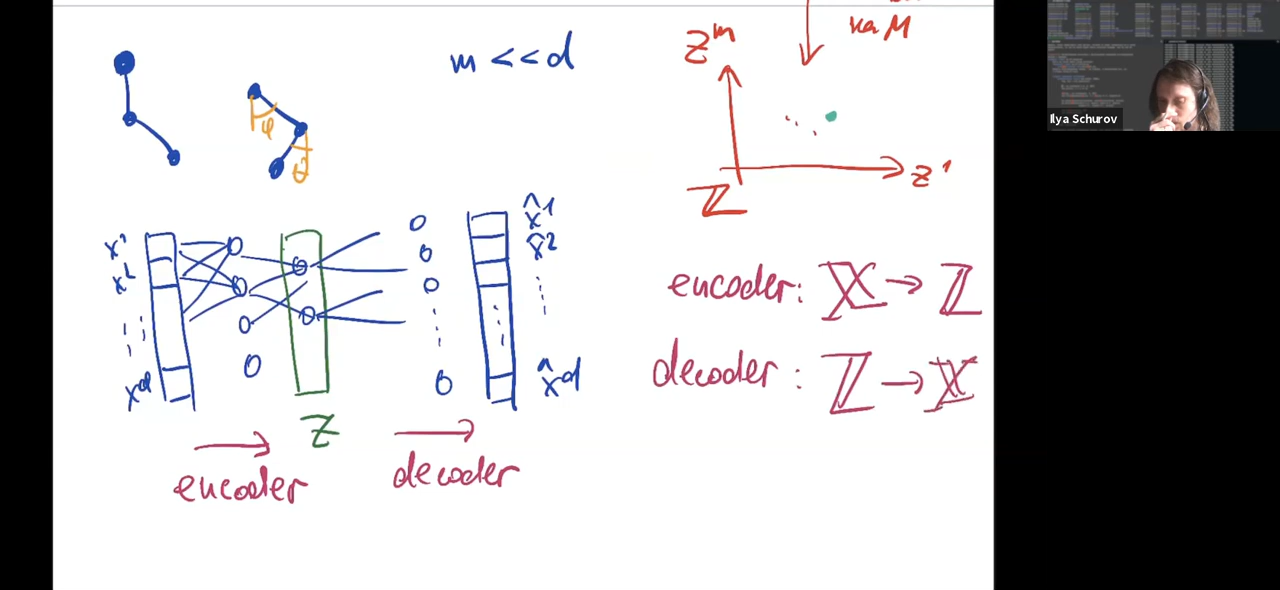 на M
m << d
Z^m
φ
θ
z^1
Z
x^1
x^2
x^d
x̂^1
x̂^2
x̂^d
encoder: X → Z
decoder: Z → X
Z
encoder
decoder
Ilya Schurov